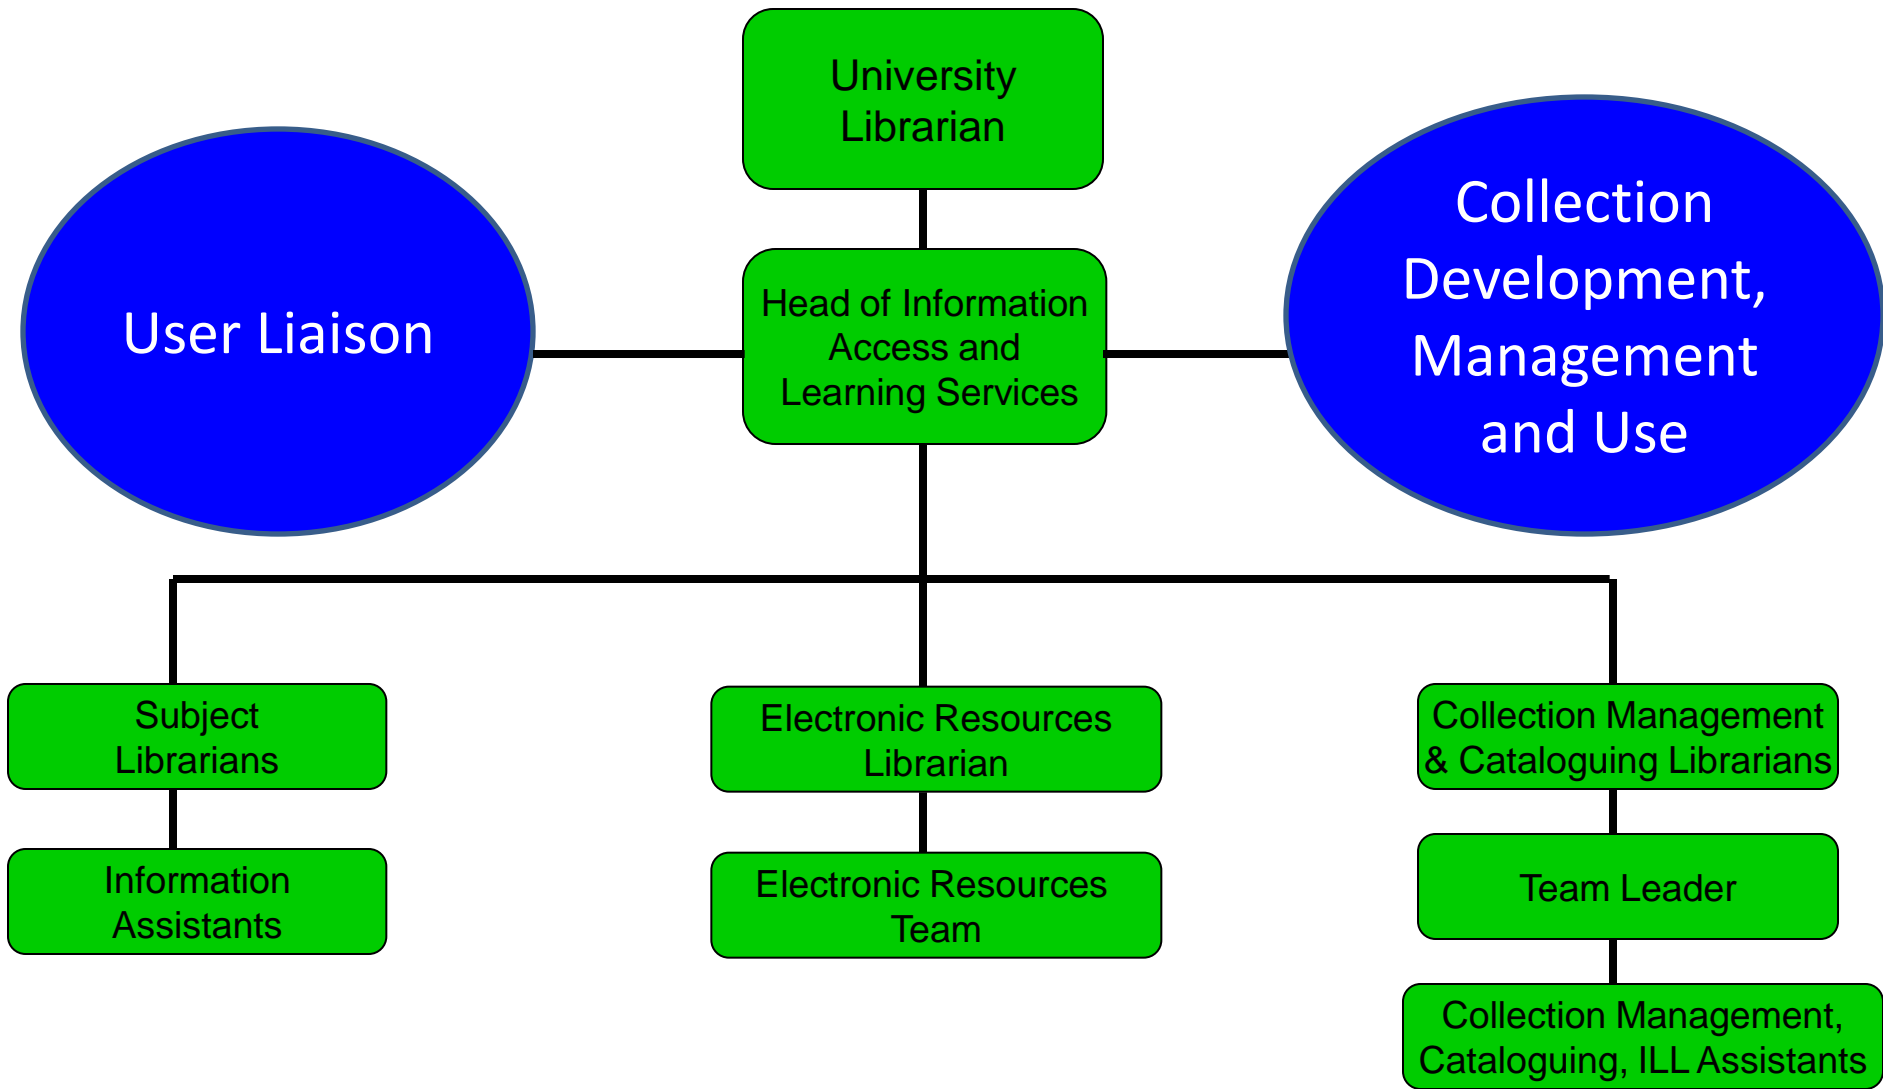 University
Librarian
User Liaison
Head of Information
Access and
Learning Services
Collection
Development,
Management
and Use
Subject
Librarians
Electronic Resources
Librarian
Collection Management
& Cataloguing Librarians
Information
Assistants
Electronic Resources
Team
Team Leader
Collection Management,
Cataloguing, ILL Assistants